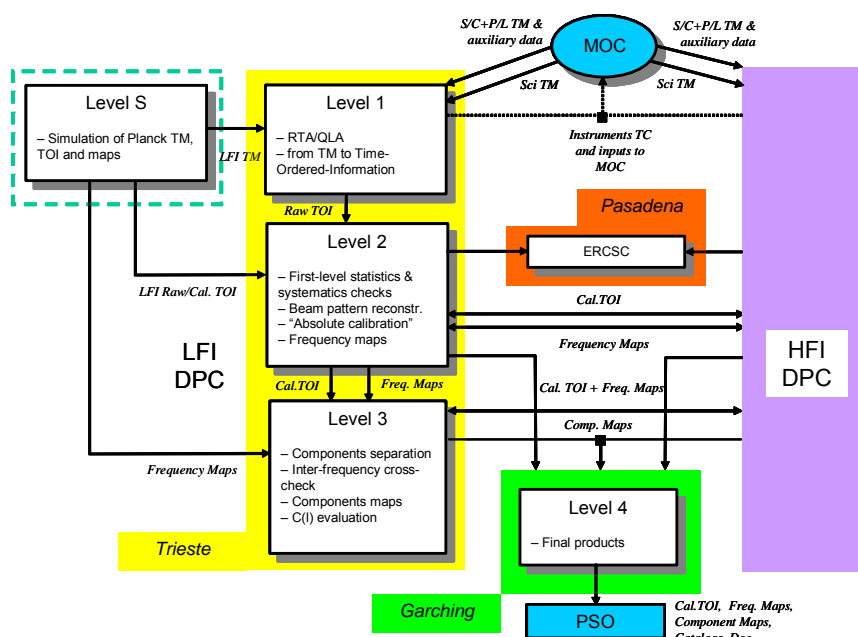 S/C+P/L TM &
auxiliary data
MOC
S/C+P/L TM &
auxiliary data
Sci TM
Sci TM
Level S
– Simulation of Planck TM,
TOI and maps
LFI TM
Level 1
– RTA/QLA
– from TM to Time-
Ordered-Information
Instruments TC
and inputs to
MOC
Raw TOI
Pasadena
ERCSC
Level 2
– First-level statistics &
systematics checks
– Beam pattern reconstr.
– “Absolute calibration”
– Frequency maps
LFI Raw/Cal. TOI
Cal.TOI
Frequency Maps
LFI
DPC
HFI
DPC
Cal.TOI
Freq. Maps
Cal. TOI + Freq. Maps
Level 3
– Components separation
– Inter-frequency cross-
check
– Components maps
– C(l) evaluation
Comp. Maps
Frequency Maps
Level 4
– Final products
Trieste
Garching
PSO
Cal.TOI, Freq. Maps,
Component Maps,